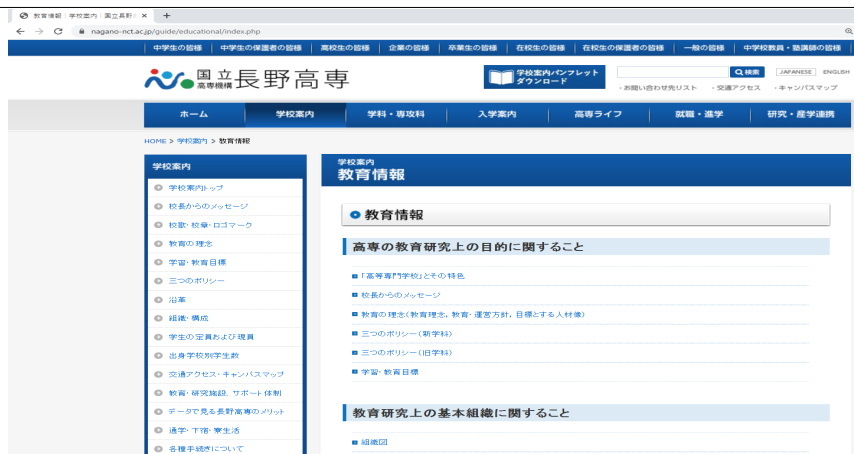 教育情報｜学校案内｜国立長野
nagano-nct.ac.jp/guide/educational/index.php
中学生の皆様 中学生の保護者の皆様 高校生の皆様 企業の皆様 卒業生の皆様 在校生の皆様 在校生の保護者の皆様 一般の皆様 中学校教員・塾講師の皆様
国立高専機構 長野高専
学校案内パンフレット
ダウンロード
検索 JAPANESE ENGLISH
・お問い合わせ先リスト ・交通アクセス ・キャンパスマップ
ホーム 学校案内 学科・専攻科 入学案内 高専ライフ 就職・進学 研究・産学連携
HOME > 学校案内 > 教育情報
学校案内
学校案内トップ
校長からのメッセージ
校歌・校章・ロゴマーク
教育の理念
学習・教育目標
三つのポリシー
沿革
組織・構成
学生の定員および現員
出身学校別学生数
交通アクセス・キャンパスマップ
教育・研究施設、サポート体制
データで見る長野高専のメリット
通学・下宿・寮生活
各種手続きについて
学校案内
教育情報
教育情報
高専の教育研究上の目的に関すること
「高等専門学校」とその特色
校長からのメッセージ
教育の理念(教育理念、教育・運営方針、目標とする人材像)
三つのポリシー(新学科)
三つのポリシー(旧学科)
学習・教育目標
教育研究上の基本組織に関すること
組織図